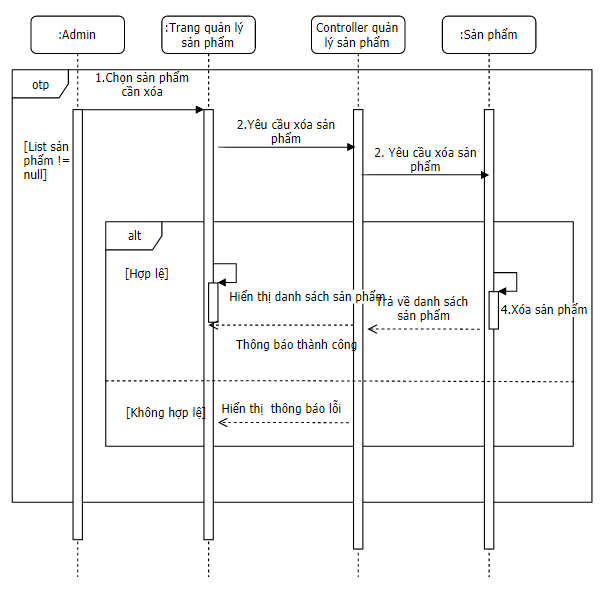 :Admin
:Trang quản lý
sản phẩm
Controller quản
lý sản phẩm
:Sản phẩm
otp
1.Chọn sản phẩm
cần xóa
[List sản
phẩm !=
null]
2.Yêu cầu xóa sản
phẩm
2. Yêu cầu xóa sản
phẩm
alt
[Hợp lệ]
Hiển thị danh sách sản phẩm
Trả về danh sách
sản phẩm
4.Xóa sản phẩm
Thông báo thành công
[Không hợp lệ]
Hiển thị thông báo lỗi